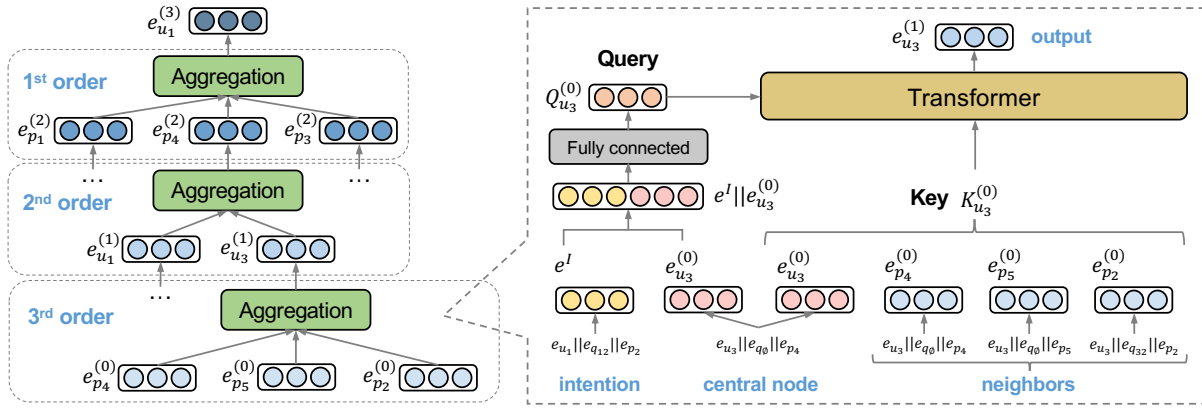 e_{u_1}^{(3)}
1st order
Aggregation
e_{p_1}^{(2)} e_{p_4}^{(2)} e_{p_3}^{(2)}
... ...
2nd order
Aggregation
e_{u_1}^{(1)} e_{u_3}^{(1)}
...
3rd order
Aggregation
e_{p_4}^{(0)} e_{p_5}^{(0)} e_{p_2}^{(0)}
e_{u_3}^{(1)} output
Query
Q_{u_3}^{(0)}
Transformer
Fully connected
e^I||e_{u_3}^{(0)}
Key K_{u_3}^{(0)}
e^I e_{u_3}^{(0)} e_{u_3}^{(0)} e_{p_4}^{(0)} e_{p_5}^{(0)} e_{p_2}^{(0)}
e_{u_1}||e_{q_{12}}||e_{p_2} e_{u_3}||e_{q_∅}||e_{p_4} e_{u_3}||e_{q_∅}||e_{p_4} e_{u_3}||e_{q_∅}||e_{p_5} e_{u_3}||e_{q_{32}}||e_{p_2}
intention central node neighbors